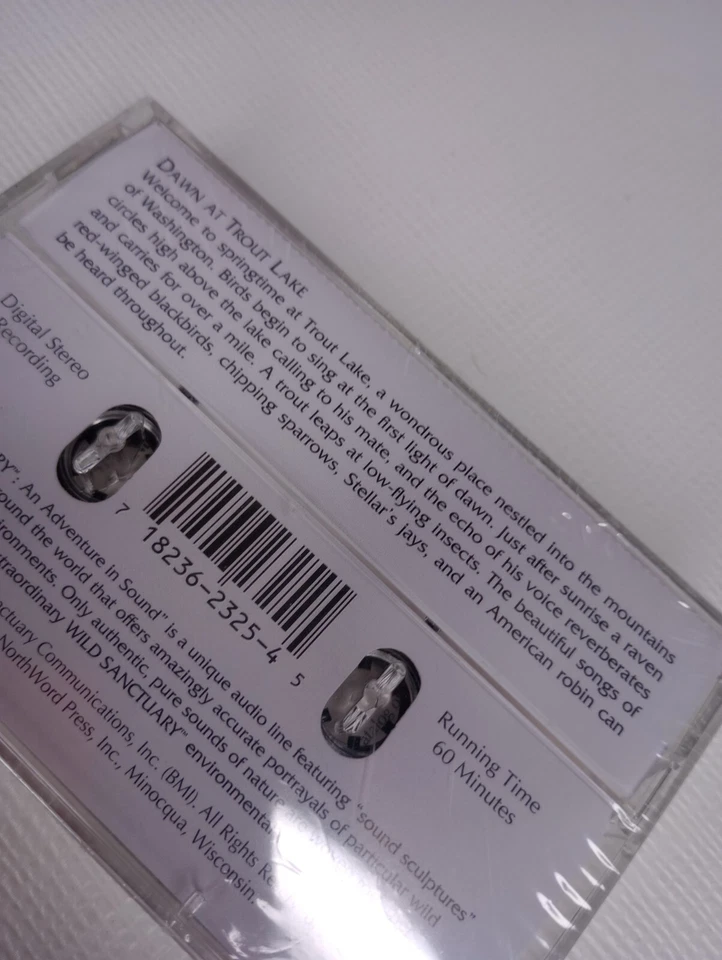 DAWN AT TROUT LAKE
Welcome to springtime at Trout Lake, a wondrous place nestled into the mountains
of Washington. Birds begin to sing at the first light of dawn. Just after sunrise a raven
circles high above the lake calling to his mate, and the echo of his voice reverberates
and carries for over a mile. A trout leaps at low-flying insects. The beautiful songs of
red-winged blackbirds, chipping sparrows, Stellar's jays, and an American robin can
be heard throughout.
Digital Stereo
Recording
7 18236-2325-4 5
Running Time
60 Minutes
RY": An Adventure in Sound" is a unique audio line featuring "sound sculptures"
round the world that offers amazingly accurate portrayals of particular wild
ironments. Only authentic, pure sounds of nature
traordinary WILD SANCTUARY™ environmental
nctuary Communications, Inc. (BMI). All Rights Re
NorthWord Press, Inc., Minocqua, Wisconsin.